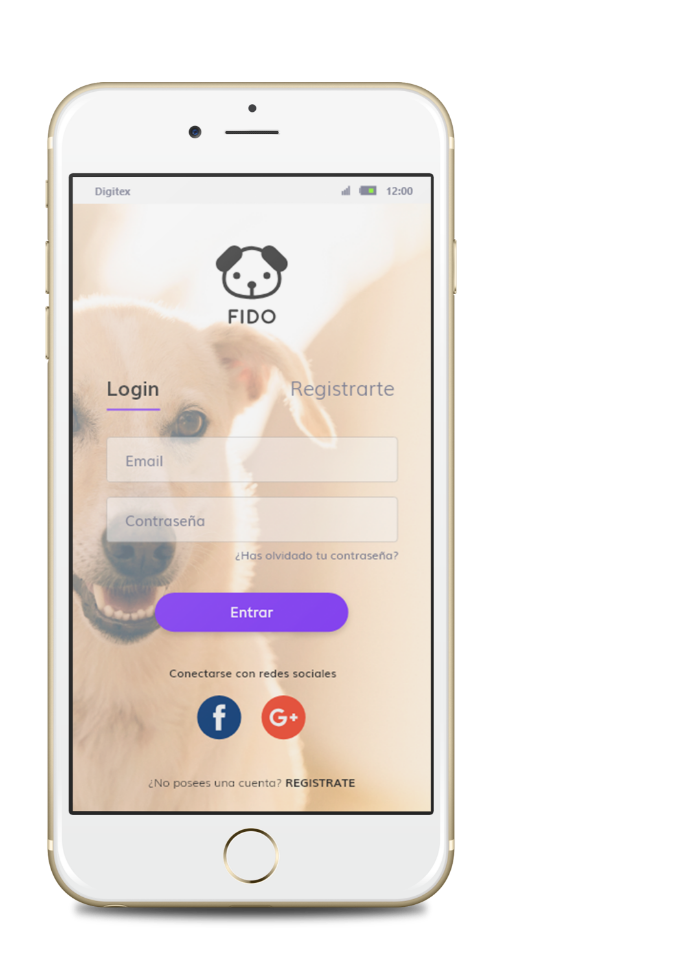 Digitex 12:00
FIDO
Login Registrarte
Email
Contraseña
¿Has olvidado tu contraseña?
Entrar
Conectarse con redes sociales
f G+
¿No posees una cuenta? REGISTRATE